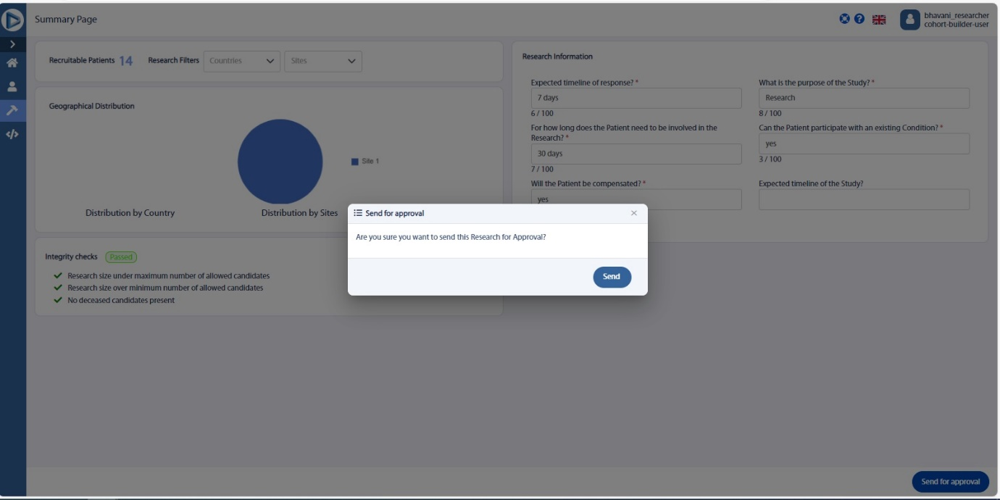 Summary Page
bhavani_researcher
cohort-builder-user
Recruitable Patients 14 Research Filters Countries Sites
Geographical Distribution
Site 1
Distribution by Country Distribution by Sites
Integrity checks Passed
Research size under maximum number of allowed candidates
Research size over minimum number of allowed candidates
No deceased candidates present
Research Information
Expected timeline of response? *
7 days
6 / 100
What is the purpose of the Study? *
Research
8 / 100
For how long does the Patient need to be involved in the
Research? *
30 days
7 / 100
Can the Patient participate with an existing Condition? *
yes
3 / 100
Will the Patient be compensated? *
yes
Expected timeline of the Study?
Send for approval
Are you sure you want to send this Research for Approval?
Send
Send for approval